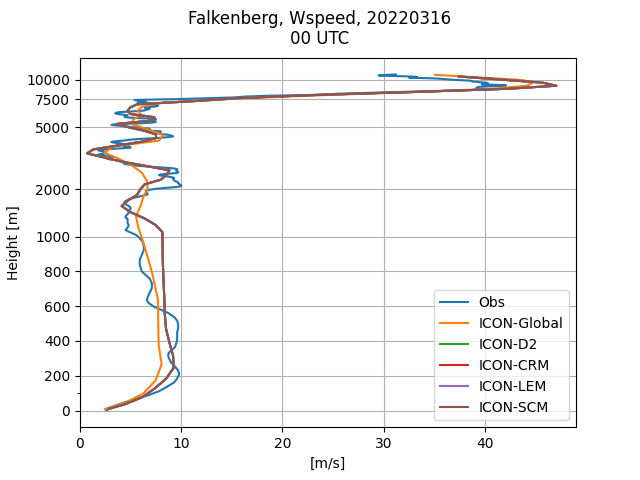 Falkenberg, Wspeed, 20220316
00 UTC
Height [m]
10000
7500
5000
2000
1000
800
600
400
200
0
0
10
20
30
40
[m/s]
Obs
ICON-Global
ICON-D2
ICON-CRM
ICON-LEM
ICON-SCM